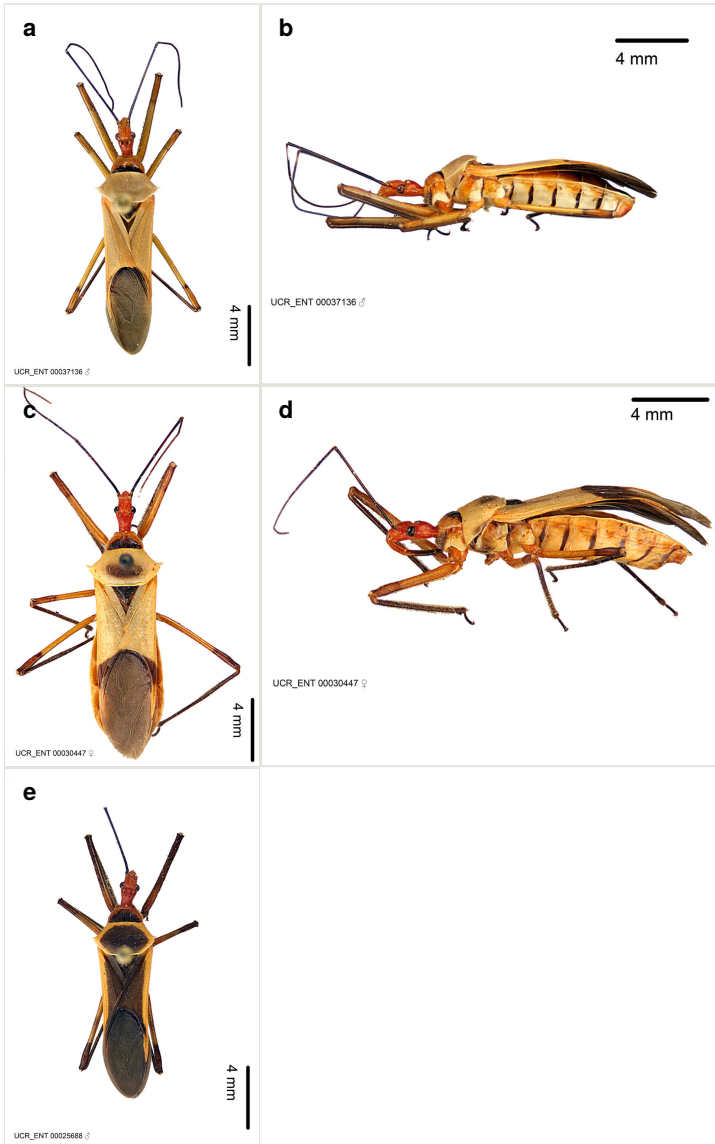 a
4 mm
UCR_ENT 00037136 ♂
b
4 mm
UCR_ENT 00037136 ♂
c
4 mm
UCR_ENT 00030447 ♀
d
4 mm
UCR_ENT 00030447 ♀
e
4 mm
UCR_ENT 00025688 ♂